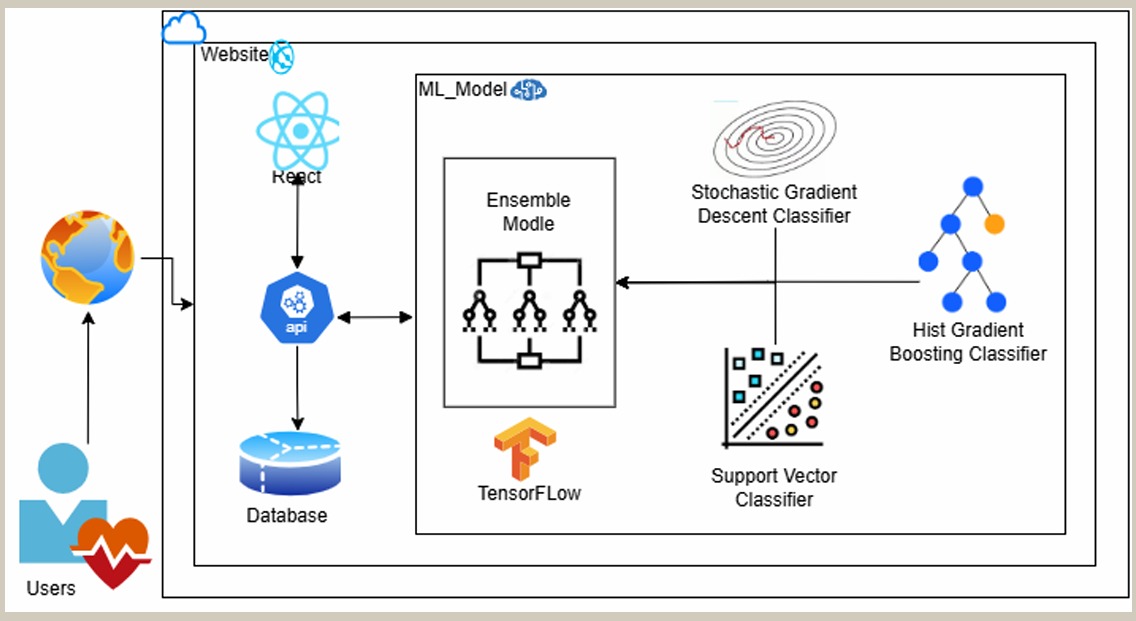 Website
React
api
Database
Users
ML_Model
Ensemble
Modle
TensorFLow
Stochastic Gradient
Descent Classifier
Support Vector
Classifier
Hist Gradient
Boosting Classifier